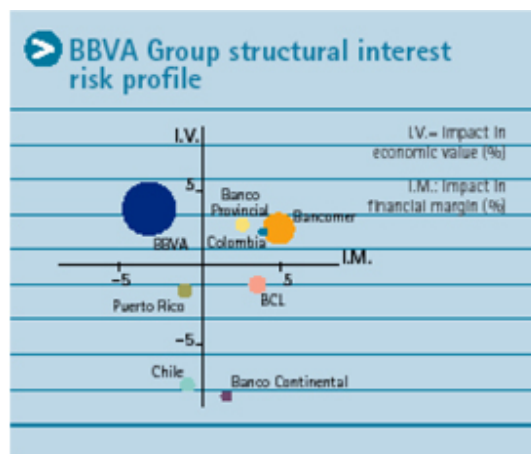 BBVA Group structural interest
risk profile
I.V.
I.V.= Impact in
economic value (%)
I.M.: Impact in
financial margin (%)
5
Banco
Provincial
Bancomer
BBVA
Colombia
I.M.
-5
5
Puerto Rico
BCL
-5
Chile
Banco Continental